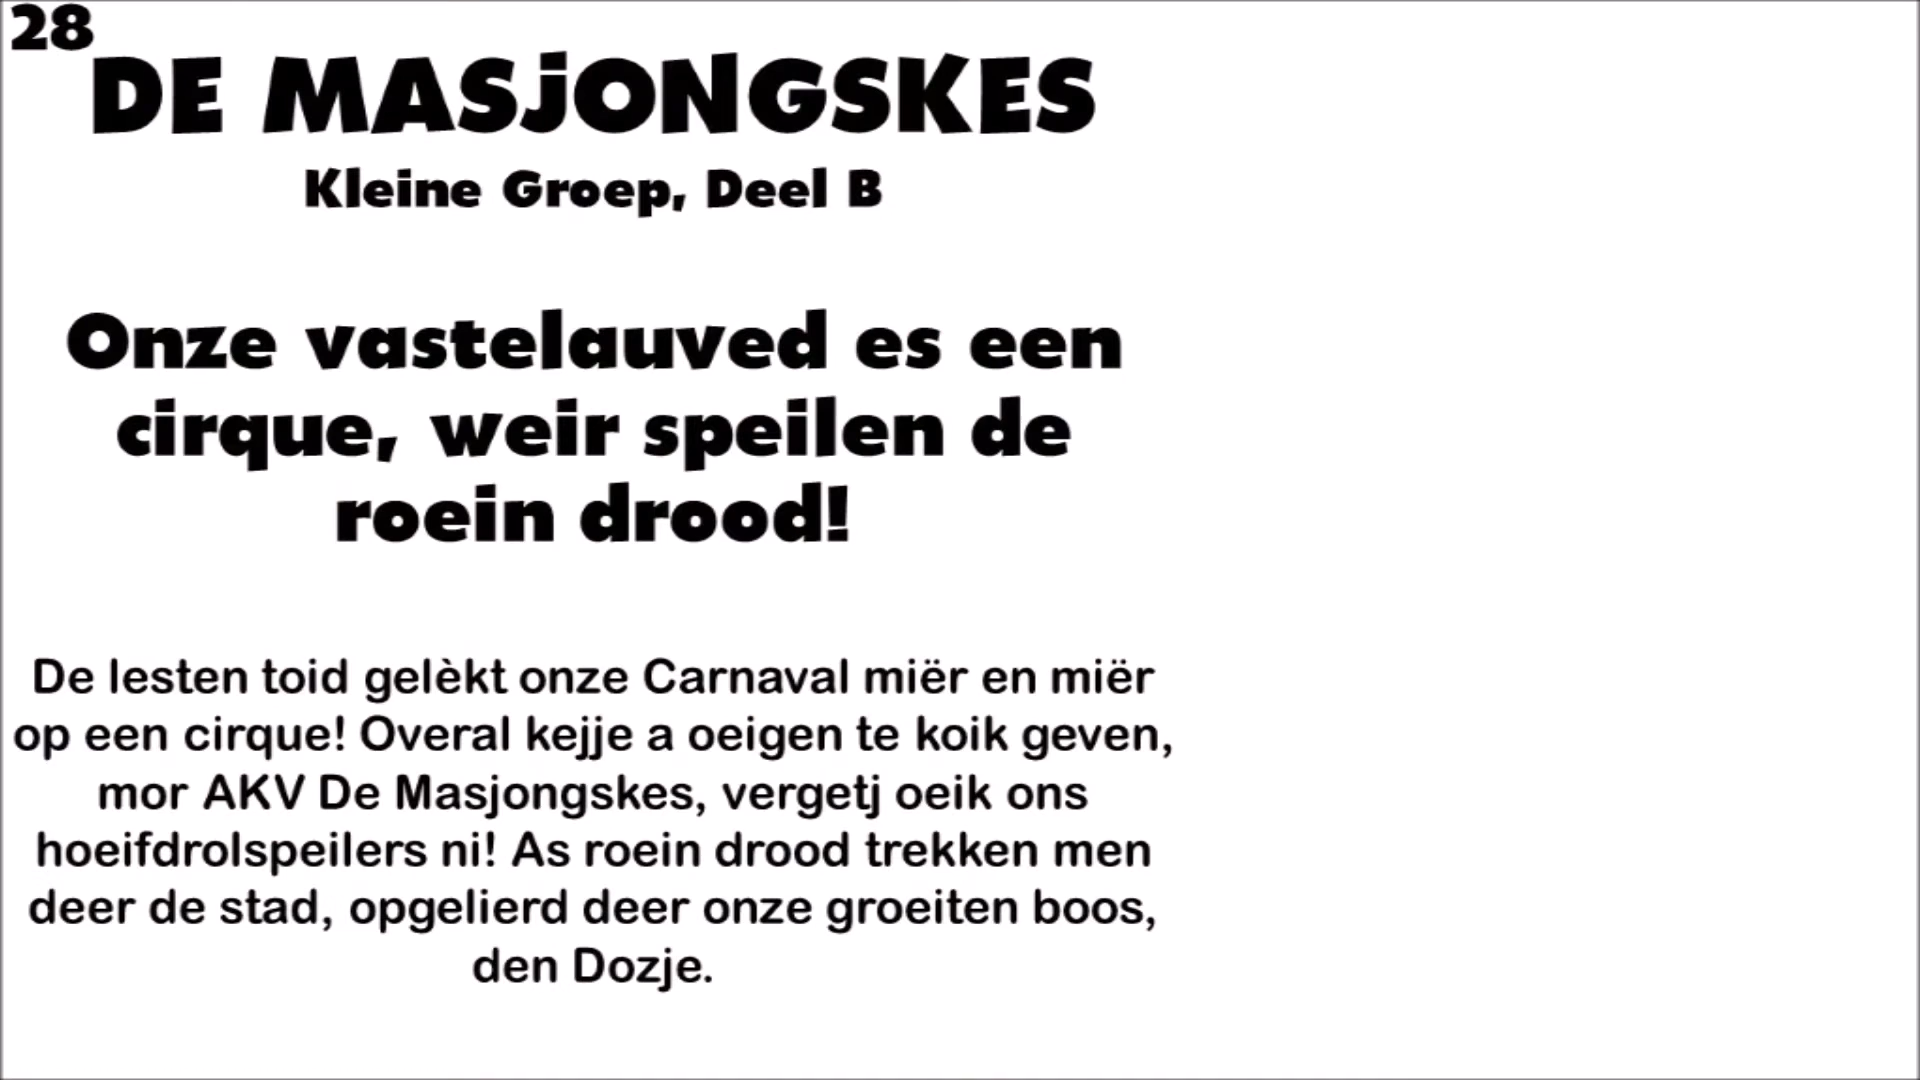 28
DE MASjONGSKES
Kleine Groep, Deel B
Onze vastelauved es een
cirque, weir speilen de
roein drood!
De lesten toid gelèkt onze Carnaval miër en miër
op een cirque! Overal kejje a oeigen te koik geven,
mor AKV De Masjongskes, vergetj oeik ons
hoeifdrolspeilers ni! As roein drood trekken men
deer de stad, opgelierd deer onze groeiten boos,
den Dozje.